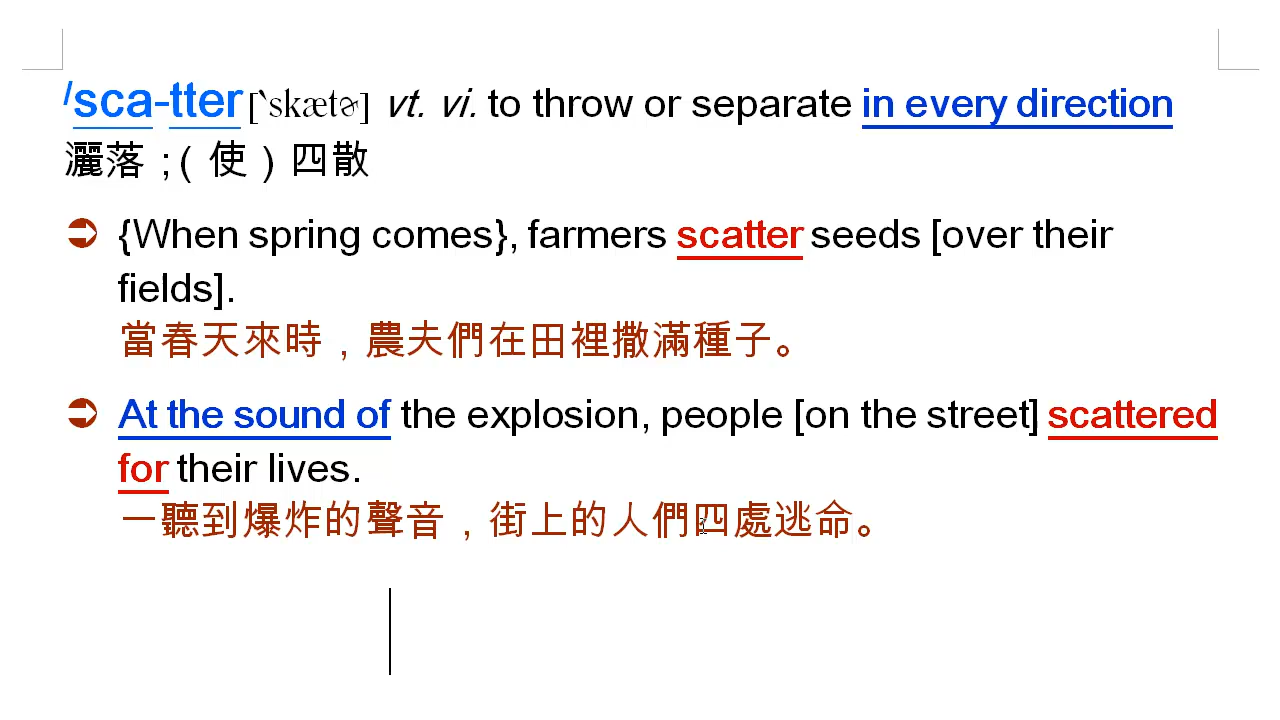 /sca-tter [ˋskætɚ] vt. vi. to throw or separate in every direction
灑落；( 使 ) 四散
➲ {When spring comes}, farmers scatter seeds [over their
fields].
當春天來時，農夫們在田裡撒滿種子。
➲ At the sound of the explosion, people [on the street] scattered
for their lives.
一聽到爆炸的聲音，街上的人們四處逃命。